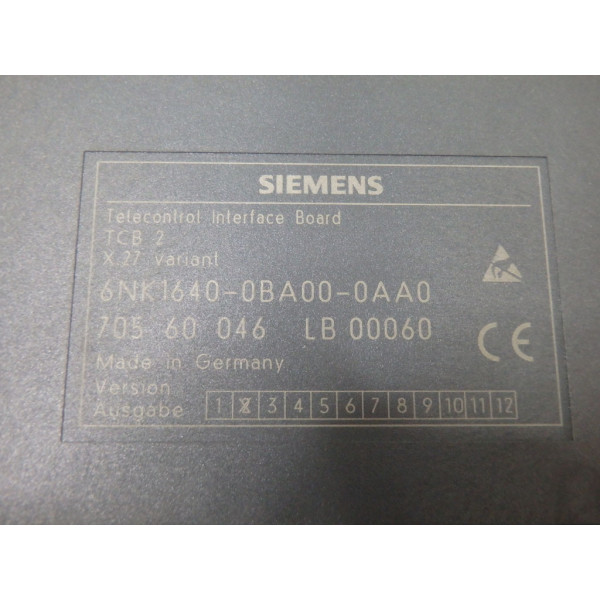 SIEMENS
Telecontrol Interface Board
TCB 2
X.27 variant
6NK1640-0BA00-0AA0
705 60 046 LB 00060
Made in Germany
Version
Ausgabe 1 X 3 4 5 6 7 8 9 10 11 12
CE